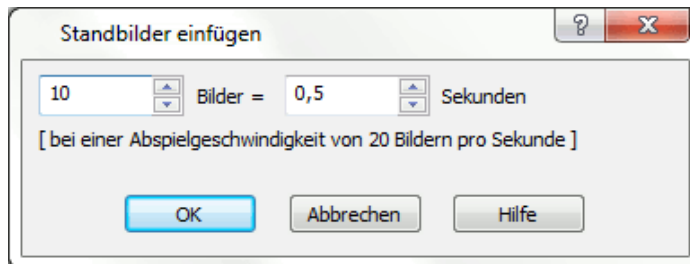 Standbilder einfügen
10 Bilder = 0,5 Sekunden
[ bei einer Abspielgeschwindigkeit von 20 Bildern pro Sekunde ]
OK Abbrechen Hilfe